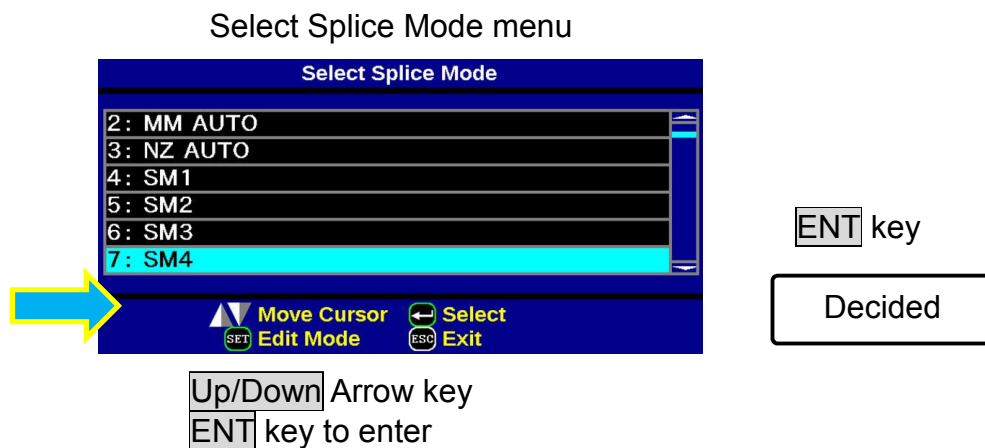 Select Splice Mode menu
Select Splice Mode
2: MM AUTO
3: NZ AUTO
4: SM1
5: SM2
6: SM3
7: SM4
Move Cursor Select
SET Edit Mode ESC Exit
ENT key
Decided
Up/Down Arrow key
ENT key to enter